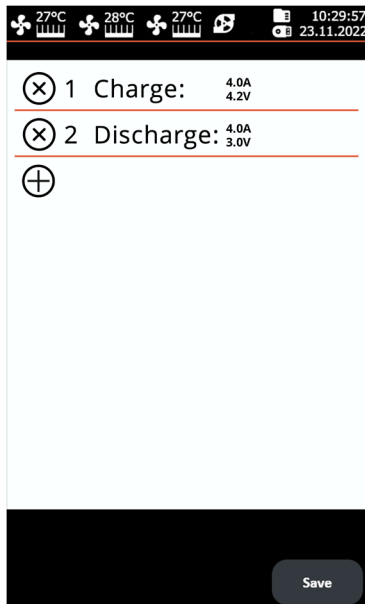 27°C 28°C 27°C 10:29:57
23.11.2022
1 Charge: 4.0A
4.2V
2 Discharge: 4.0A
3.0V
Save